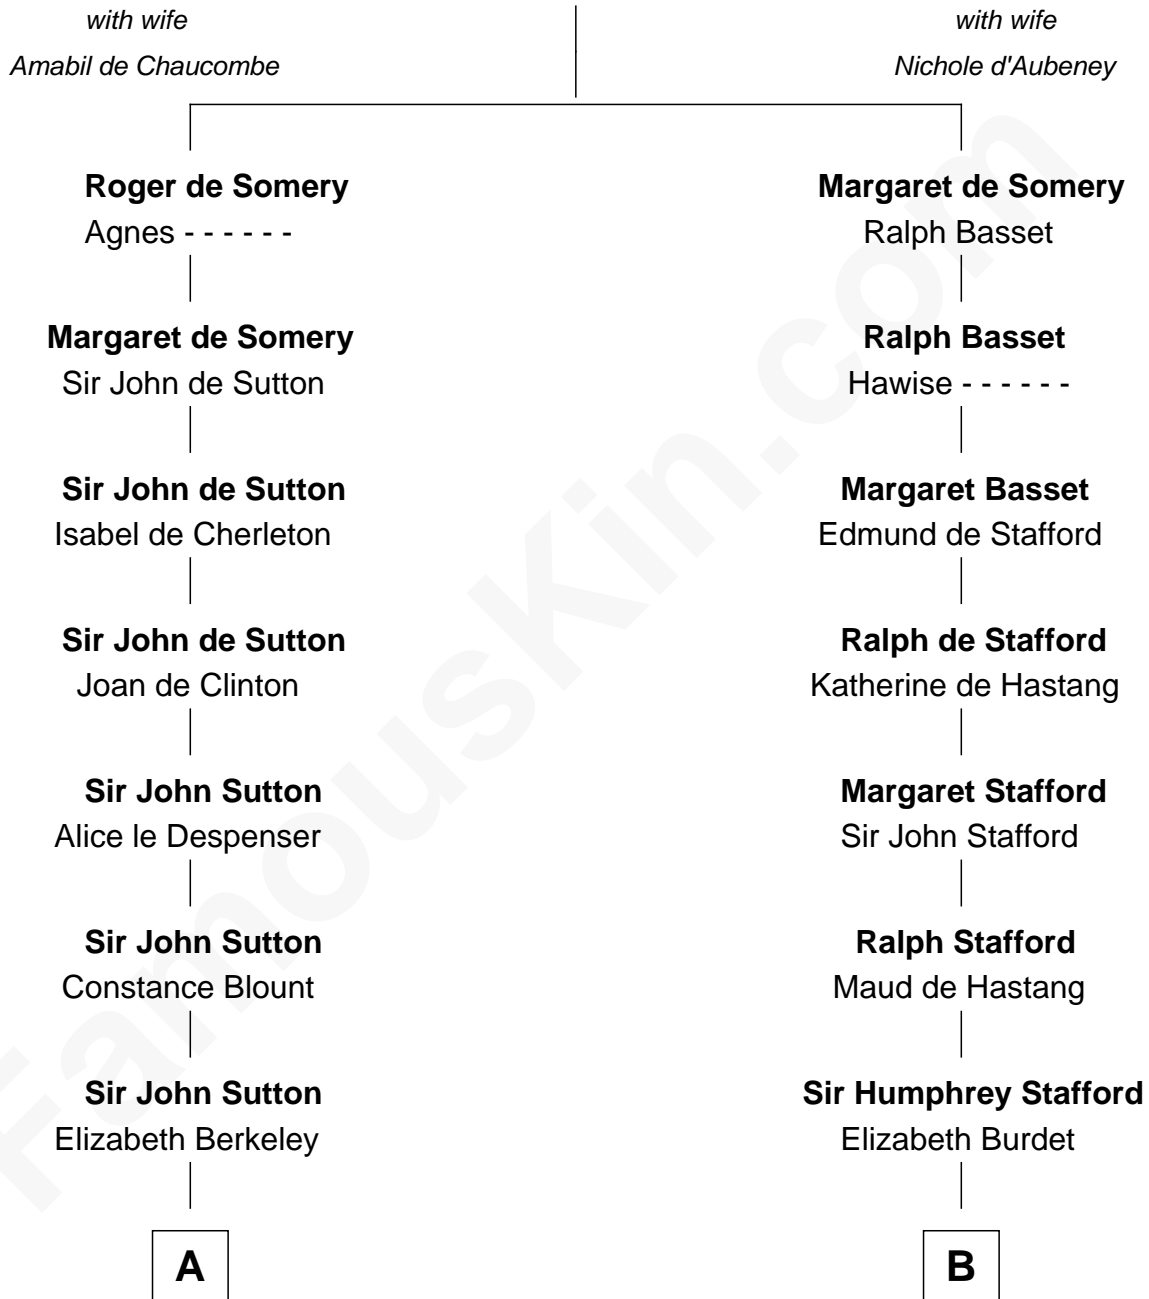 with wife
Amabil de Chaucombe
with wife
Nichole d'Aubeney
Roger de Somery
Agnes - - - - - -
Margaret de Somery
Ralph Basset
Margaret de Somery
Sir John de Sutton
Ralph Basset
Hawise - - - - - -
Sir John de Sutton
Isabel de Cherleton
Margaret Basset
Edmund de Stafford
Sir John de Sutton
Joan de Clinton
Ralph de Stafford
Katherine de Hastang
Sir John Sutton
Alice le Despenser
Margaret Stafford
Sir John Stafford
Sir John Sutton
Constance Blount
Ralph Stafford
Maud de Hastang
Sir John Sutton
Elizabeth Berkeley
Sir Humphrey Stafford
Elizabeth Burdet
A
B
FamousKin.com